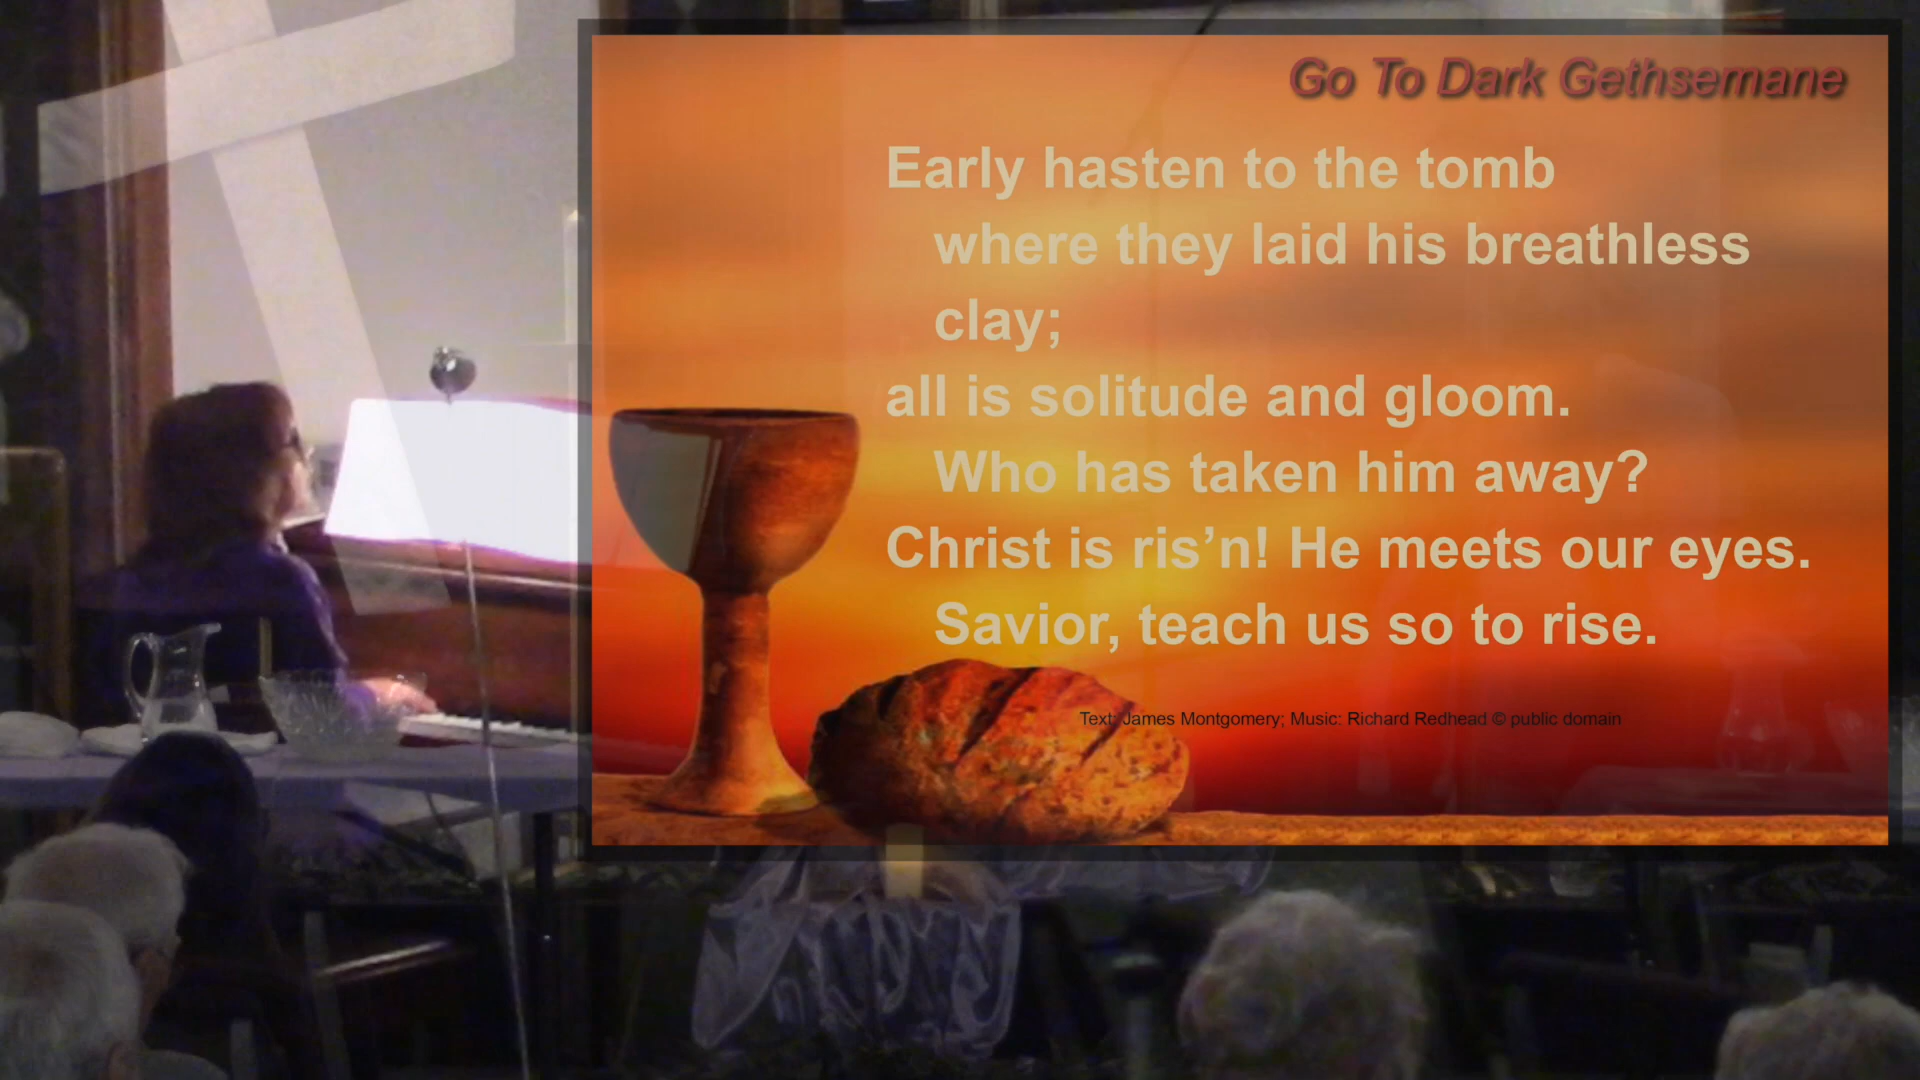 Go To Dark Gethsemane
Early hasten to the tomb
where they laid his breathless
clay;
all is solitude and gloom.
Who has taken him away?
Christ is ris’n! He meets our eyes.
Savior, teach us so to rise.
Text: James Montgomery; Music: Richard Redhead © public domain